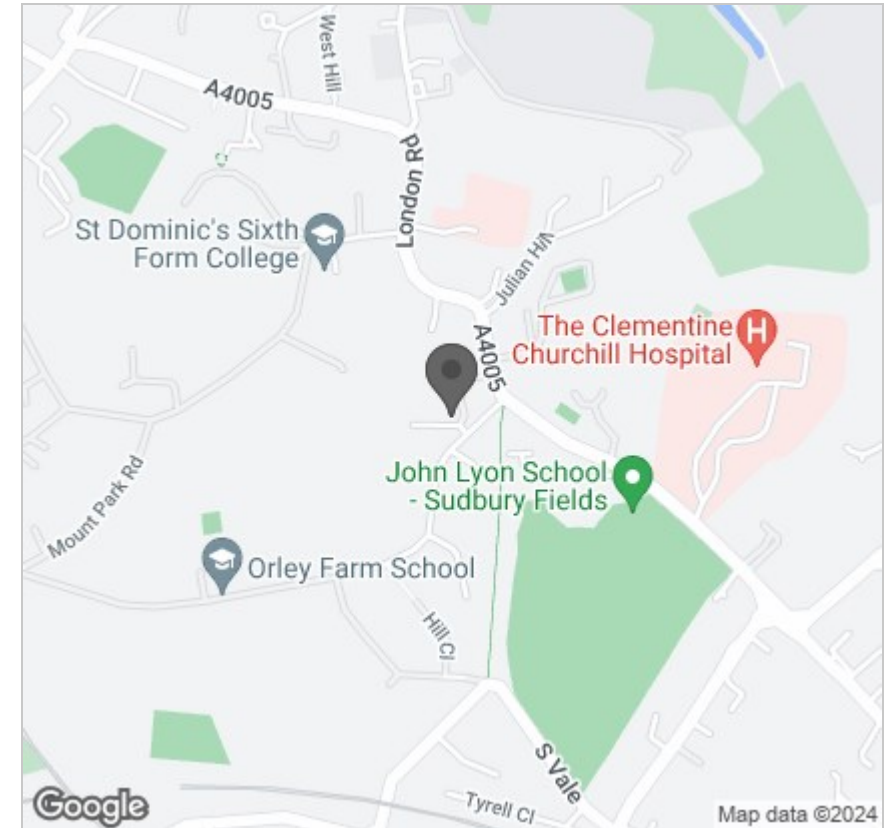 West Hill
A4005
London Rd
St Dominic's Sixth
Form College
Julian Hill
A4005
The Clementine
Churchill Hospital
H
John Lyon School
- Sudbury Fields
Mount Park Rd
Orley Farm School
Hill Cl
S Vale
Tyrell Cl
Google
Map data ©2024